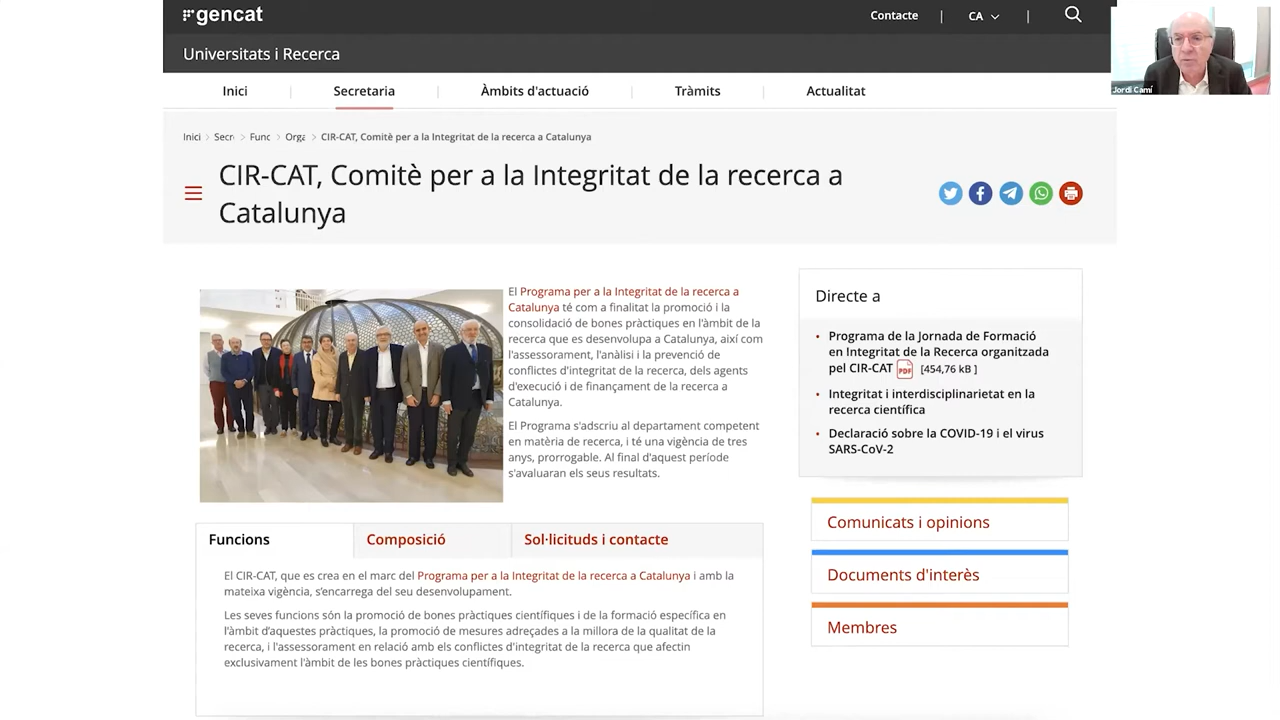 gencat
Contacte
CA
Universitats i Recerca
Inici
Secretaria
Àmbits d'actuació
Tràmits
Actualitat
Jordi Camí
Inici > Secre > Func > Orga > CIR-CAT, Comitè per a la Integritat de la recerca a Catalunya
CIR-CAT, Comitè per a la Integritat de la recerca a
Catalunya
El Programa per a la Integritat de la recerca a
Catalunya té com a finalitat la promoció i la
consolidació de bones pràctiques en l'àmbit de la
recerca que es desenvolupa a Catalunya, així com
l'assessorament, l'anàlisi i la prevenció de
conflictes d'integritat de la recerca, dels agents
d'execució i de finançament de la recerca a
Catalunya.
El Programa s'adscriu al departament competent
en matèria de recerca, i té una vigència de tres
anys, prorrogable. Al final d'aquest període
s'avaluaran els seus resultats.
Directe a
Programa de la Jornada de Formació
en Integritat de la Recerca organitzada
pel CIR-CAT PDF [454,76 kB ]
Integritat i interdisciplinarietat en la
recerca científica
Declaració sobre la COVID-19 i el virus
SARS-CoV-2
Comunicats i opinions
Documents d'interès
Membres
Funcions
Composició
Sol·licituds i contacte
El CIR-CAT, que es crea en el marc del Programa per a la Integritat de la recerca a Catalunya i amb la
mateixa vigència, s'encarrega del seu desenvolupament.
Les seves funcions són la promoció de bones pràctiques científiques i de la formació específica en
l'àmbit d'aquestes pràctiques, la promoció de mesures adreçades a la millora de la qualitat de la
recerca, i l'assessorament en relació amb els conflictes d'integritat de la recerca que afectin
exclusivament l'àmbit de les bones pràctiques científiques.